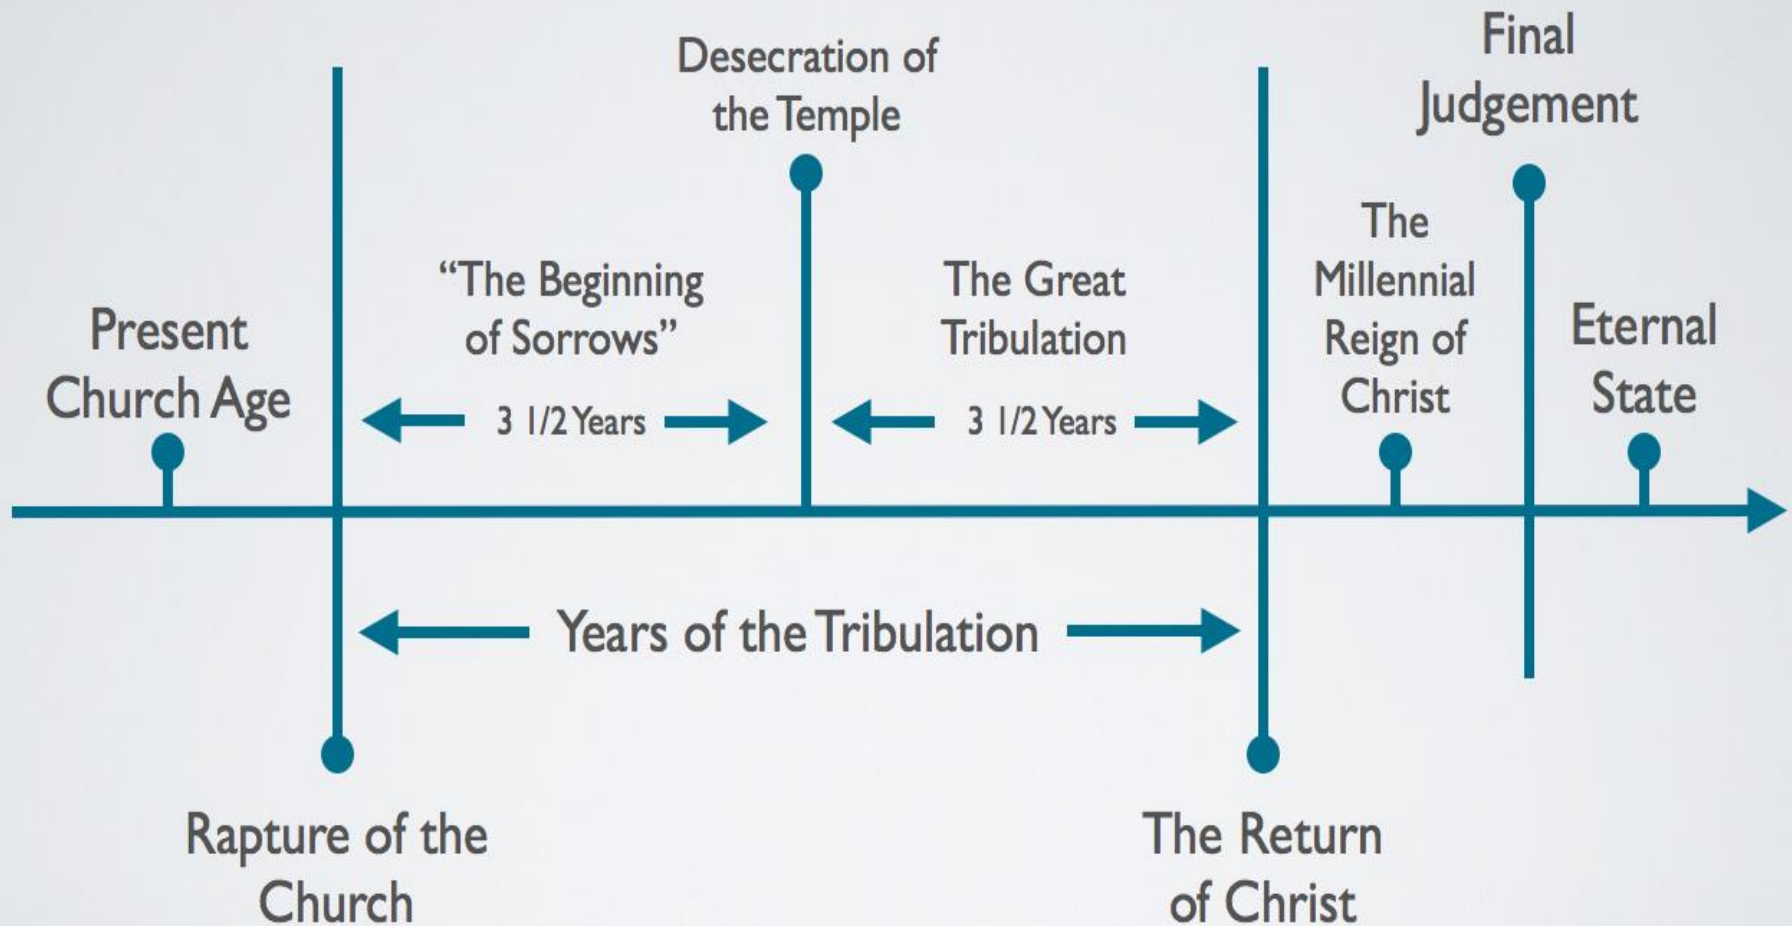 Present
Church Age
"The Beginning
of Sorrows"
3 1/2 Years
Desecration of
the Temple
The Great
Tribulation
3 1/2 Years
The
Millennial
Reign of
Christ
Final
Judgement
Eternal
State
Years of the Tribulation
Rapture of the
Church
The Return
of Christ